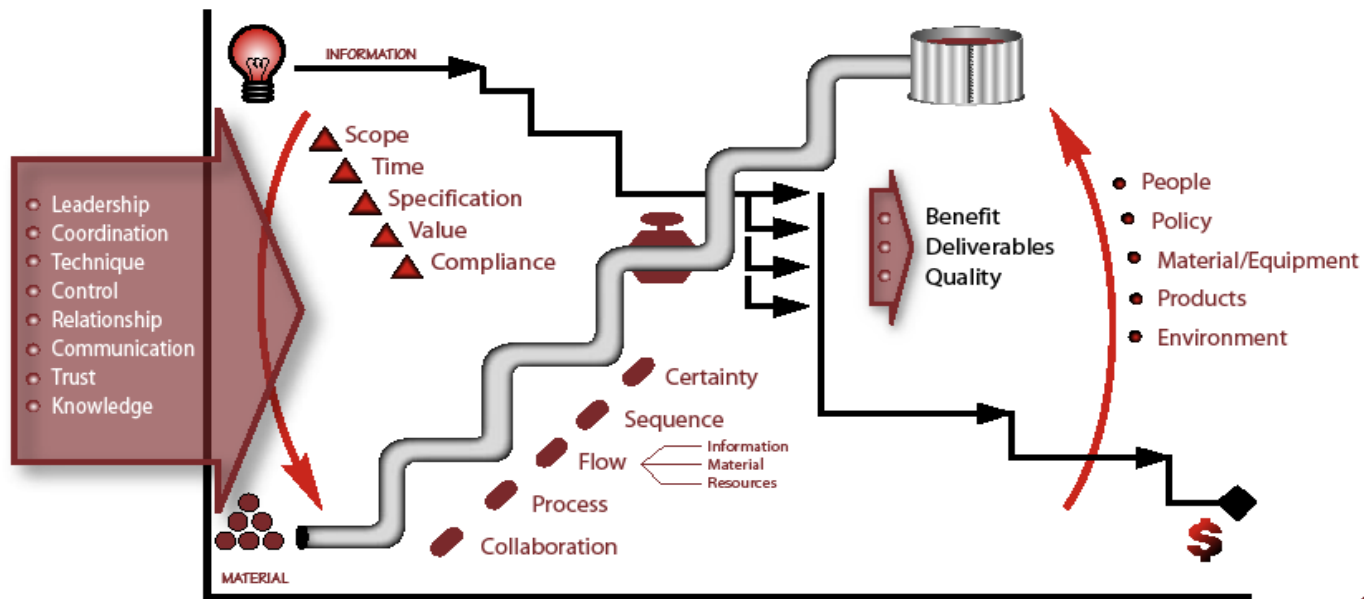 INFORMATION
Scope
Time
Specification
Value
Compliance
Leadership
Coordination
Technique
Control
Relationship
Communication
Trust
Knowledge
Benefit
Deliverables
Quality
People
Policy
Material/Equipment
Products
Environment
Certainty
Sequence
Flow
Information
Material
Resources
Process
Collaboration
$
MATERIAL